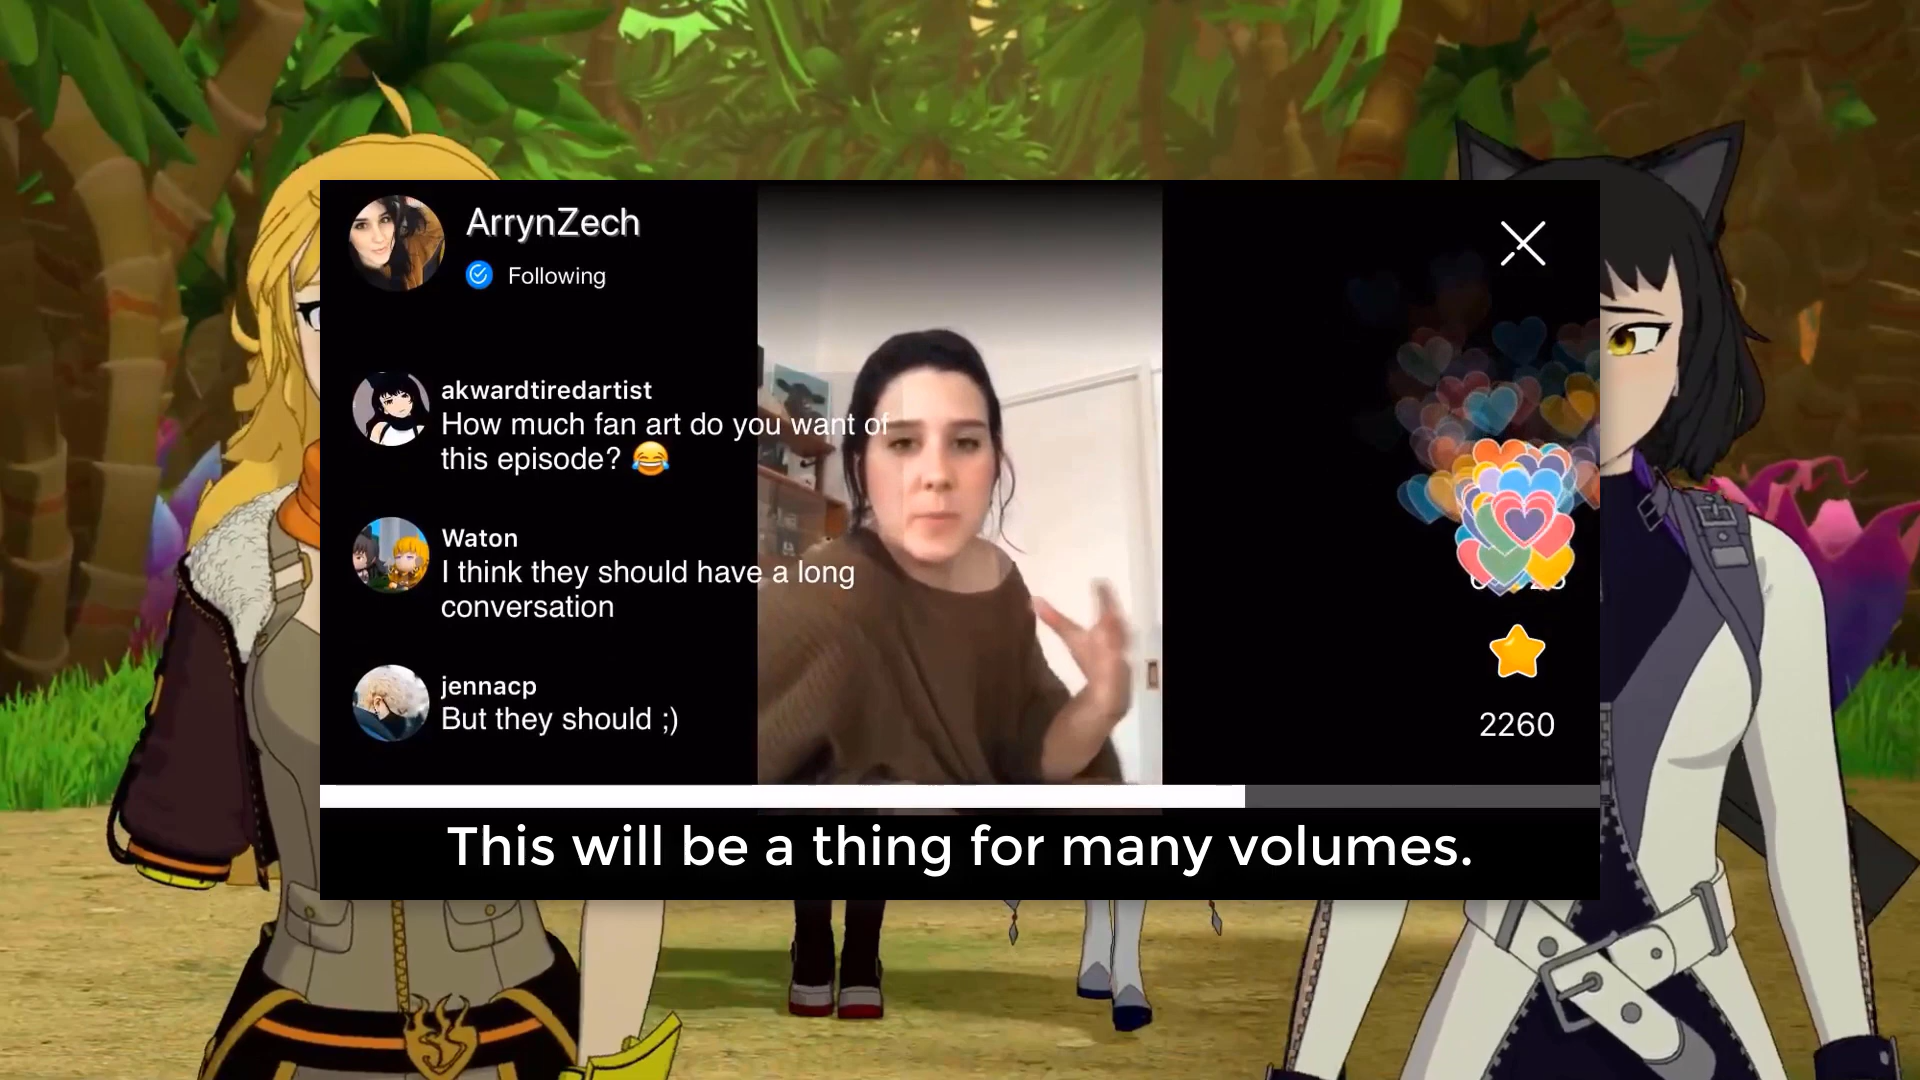 ArrynZech
Following
akwardtiredartist
How much fan art do you want of
this episode? 😂
Waton
I think they should have a long
conversation
jennacp
But they should ;)
2260
This will be a thing for many volumes.